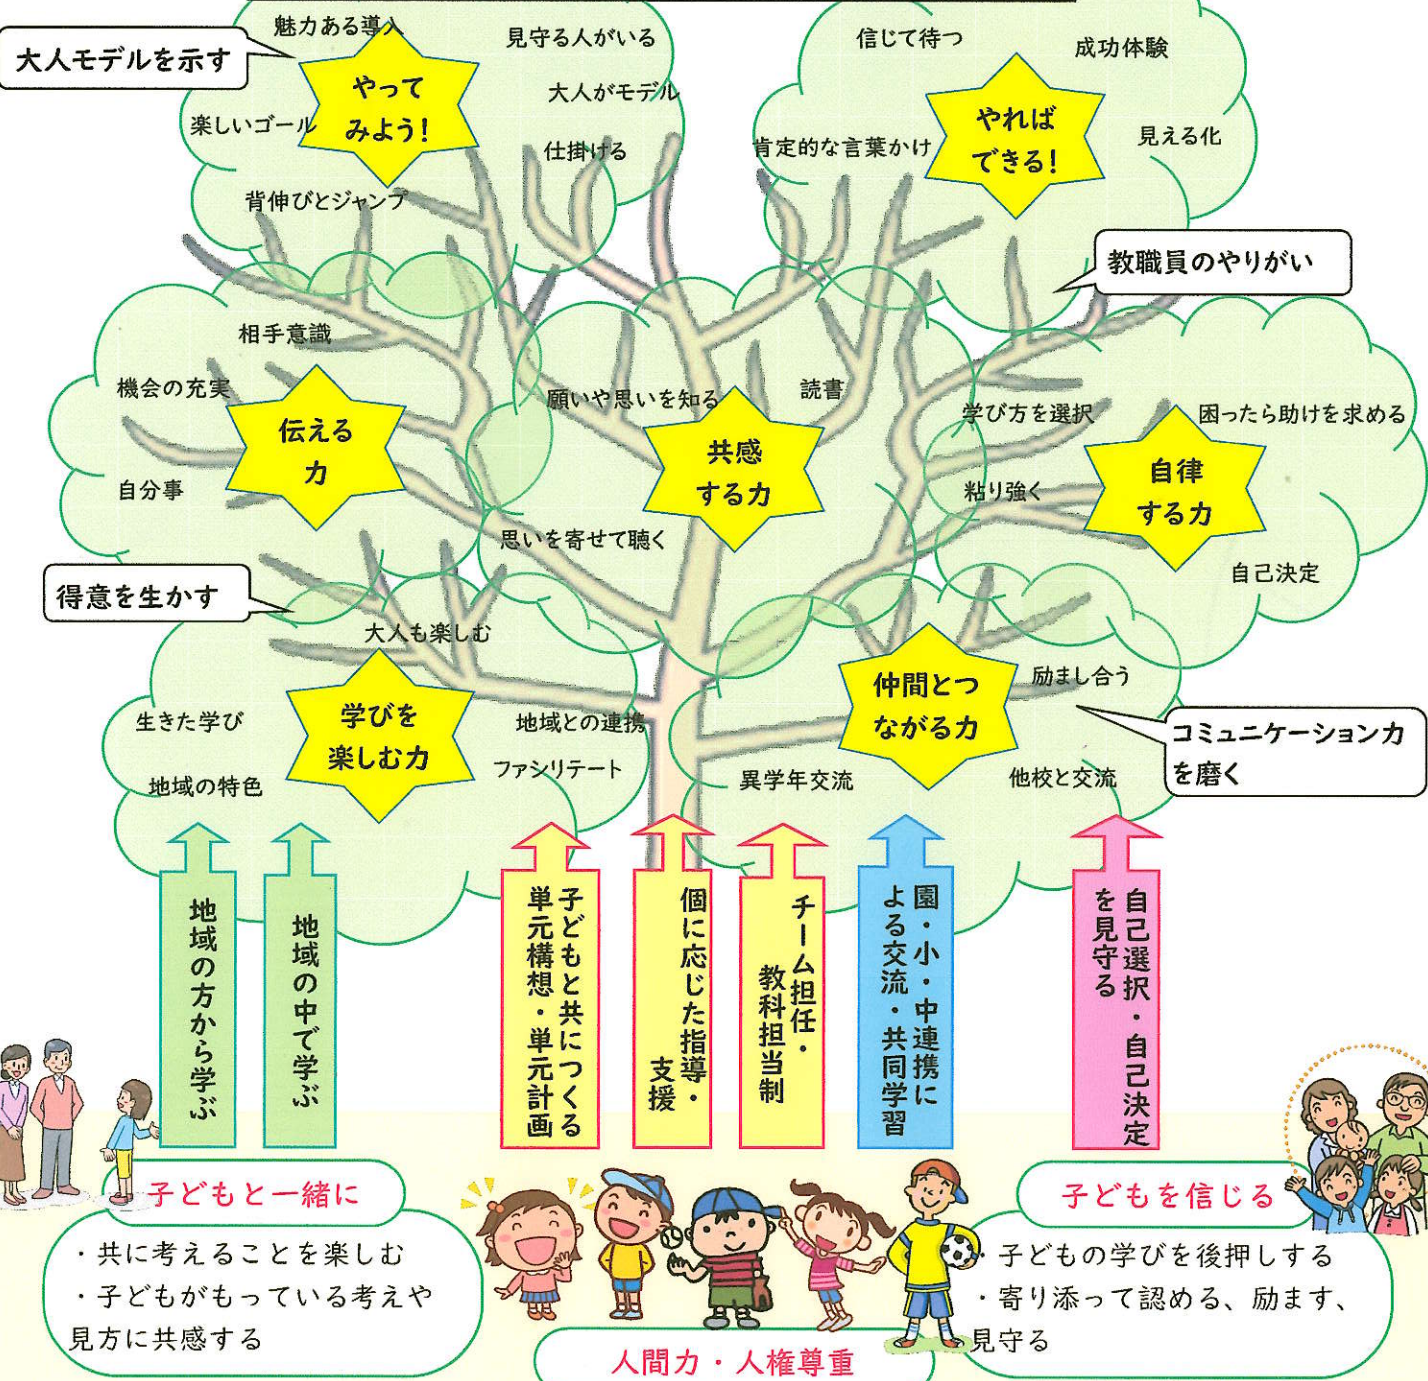 魅力ある導入
見守る人がいる
信じて待つ
成功体験
大人モデルを示す
やって
みよう!
大人がモデル
やれば
できる!
楽しいゴール
仕掛ける
肯定的な言葉かけ
見える化
背伸びとジャンプ
教職員のやりがい
相手意識
機会の充実
願いや思いを知る
読書
学び方を選択
困ったら助けを求める
伝える
力
共感
する力
自律
する力
自分事
粘り強く
思いを寄せて聴く
自己決定
得意を生かす
大人も楽しむ
励まし合う
学びを
楽しむ力
仲間とつ
ながる力
生きた学び
地域との連携
コミュニケーション力
を磨く
地域の特色
ファシリテート
異学年交流
他校と交流
地域の方から学ぶ
地域の中で学ぶ
子どもと共につくる
単元構想・単元計画
個に応じた指導・
支援
チーム担任・
教科担当制
園・小・中連携に
よる交流・共同学習
自己選択・自己決定
を見守る
子どもと一緒に
・共に考えることを楽しむ
・子どもがもっている考えや
見方に共感する
子どもを信じる
・子どもの学びを後押しする
・寄り添って認める、励ます、
見守る
人間力・人権尊重